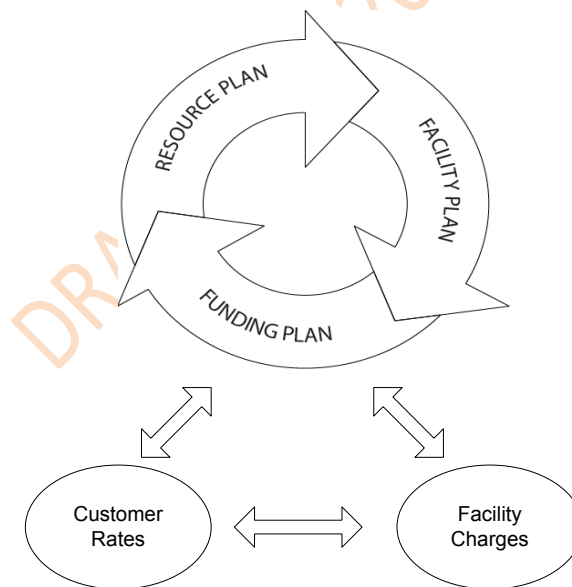 RESOURCE PLAN
FACILITY PLAN
FUNDING PLAN
Customer
Rates
Facility
Charges